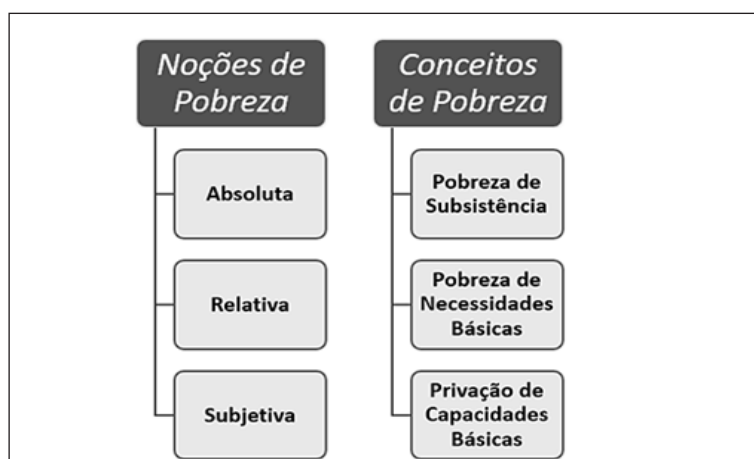 Noções de
Pobreza
Absoluta
Relativa
Subjetiva
Conceitos
de Pobreza
Pobreza de
Subsistência
Pobreza de
Necessidades
Básicas
Privação de
Capacidades
Básicas